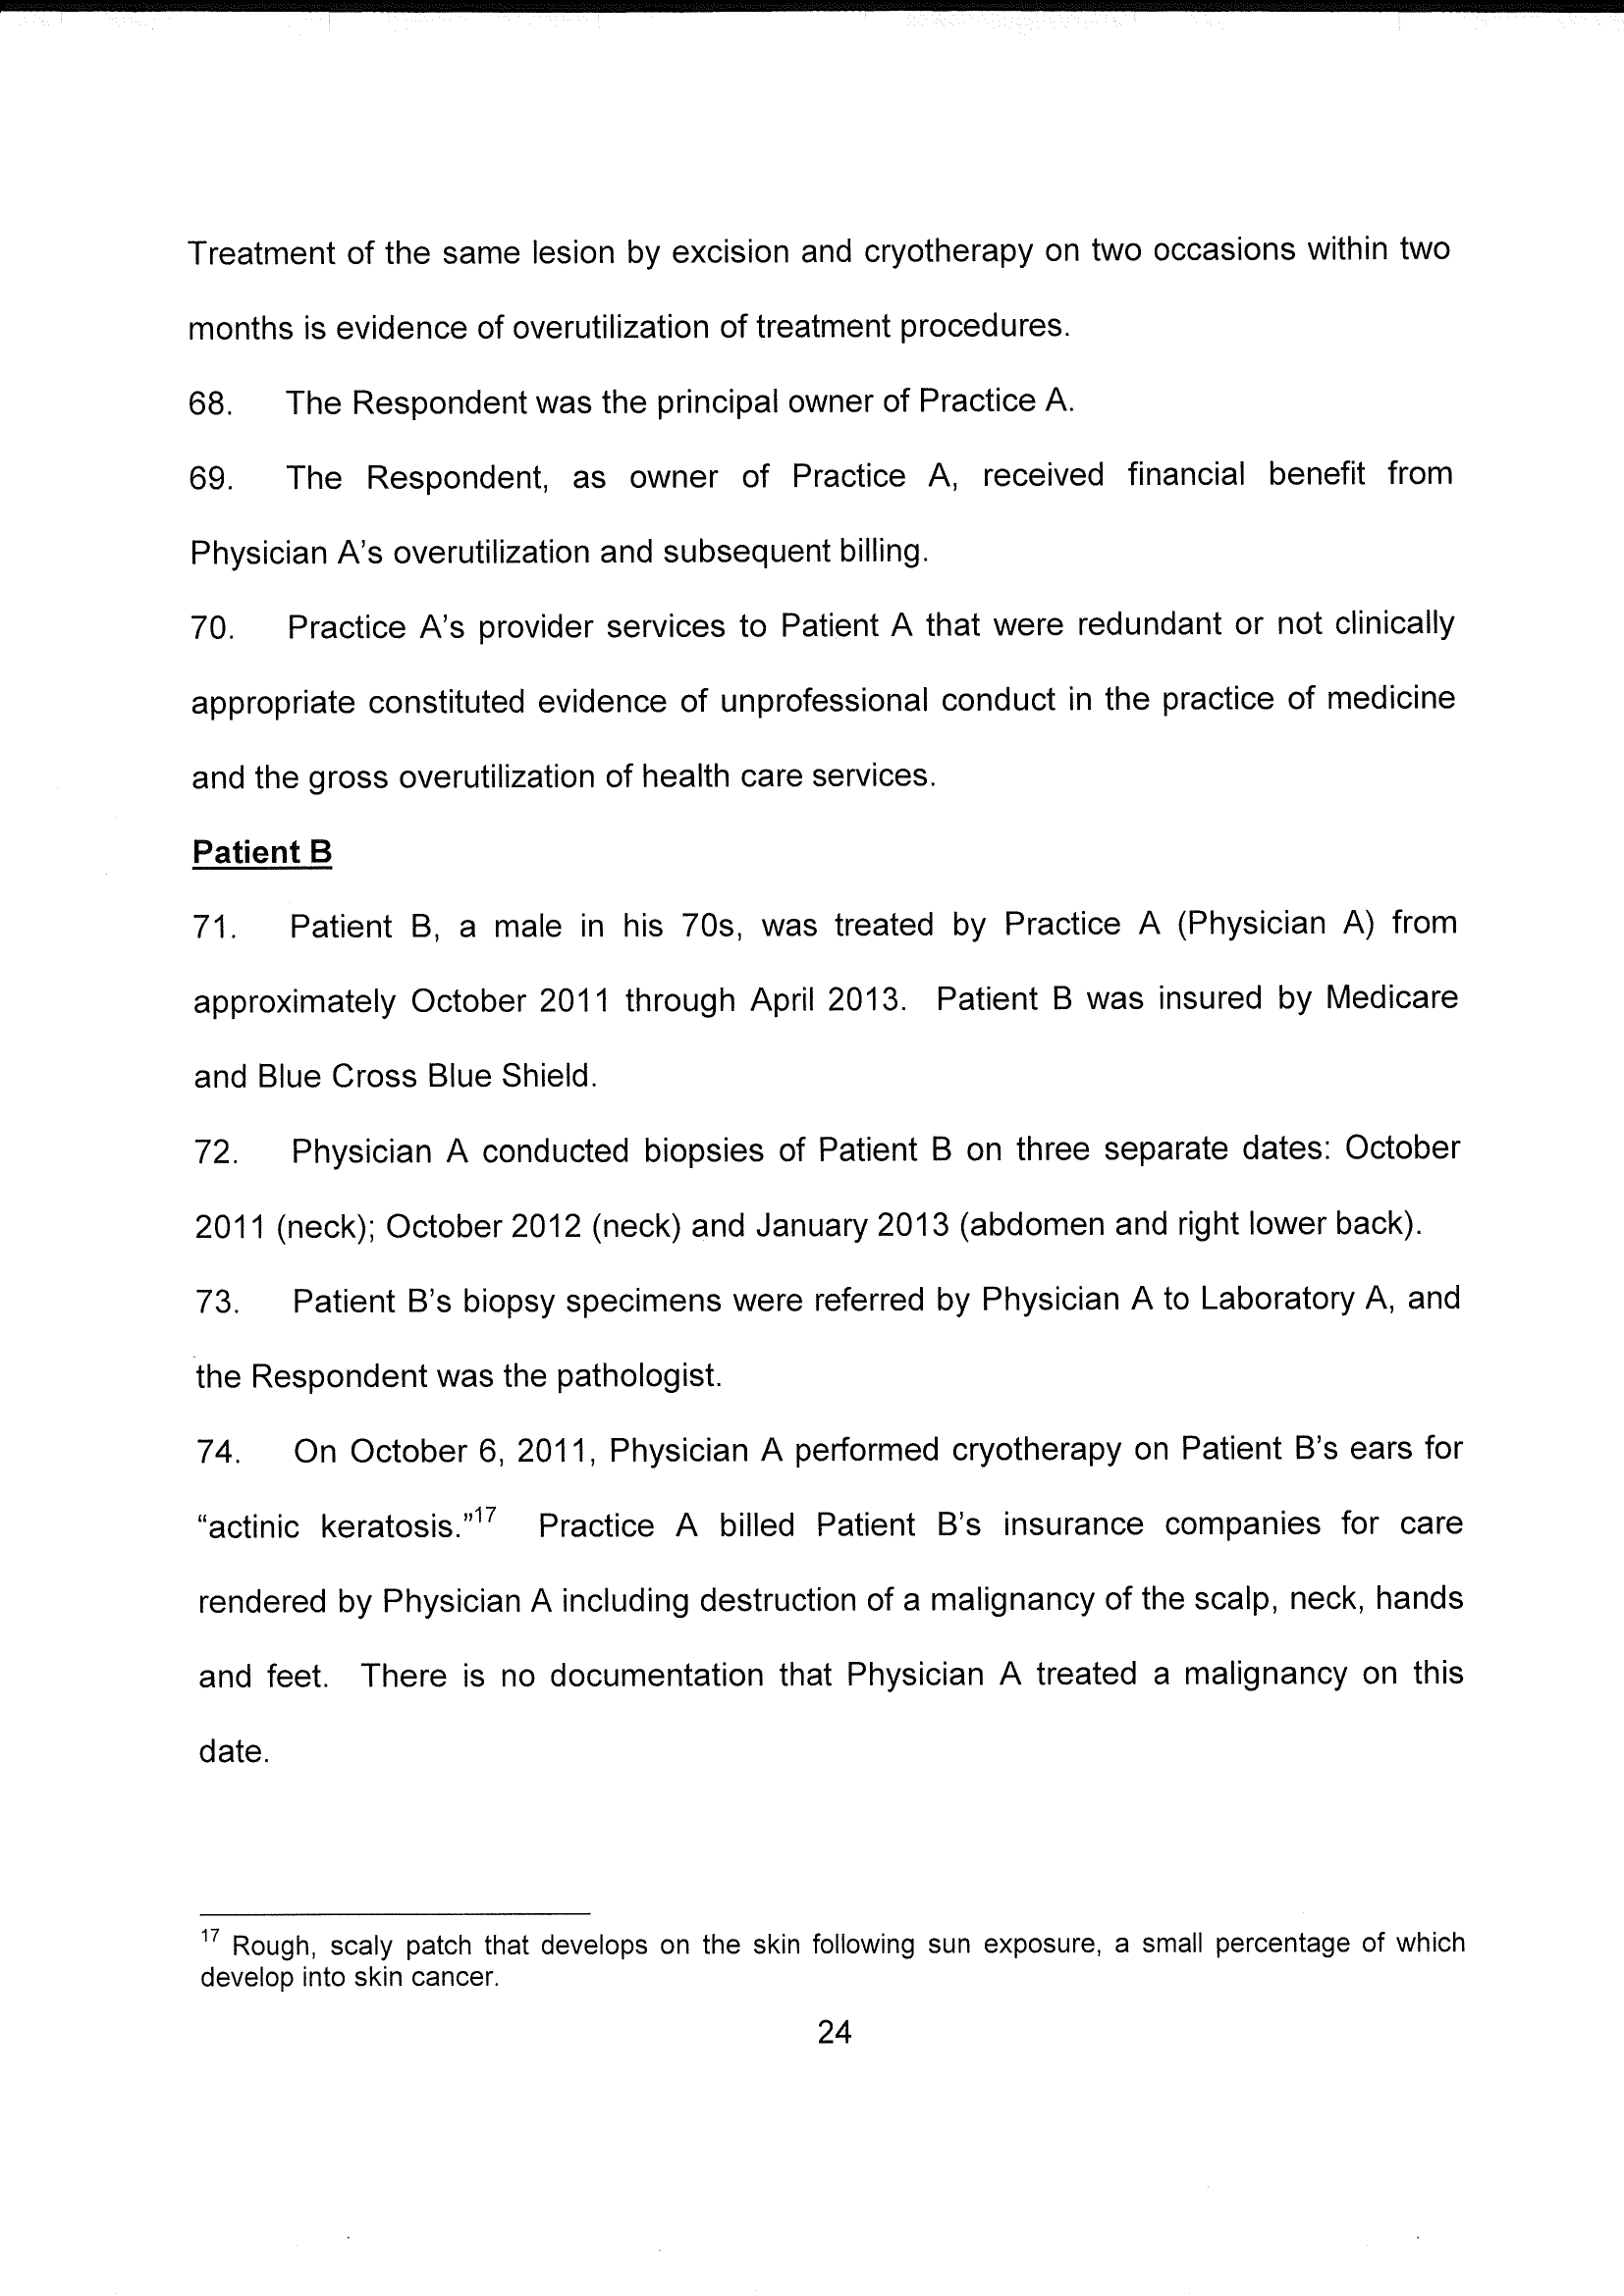 Treatment of the same lesion by excision and cryotherapy on two occasions within two
months is evidence of overutilization of treatment procedures.
68. The Respondent was the principal owner of Practice A.
69. The Respondent, as owner of Practice A, received financial benefit from
Physician A's overutilization and subsequent billing.
70. Practice A's provider services to Patient A that were redundant or not clinically
appropriate constituted evidence of unprofessional conduct in the practice of medicine
and the gross overutilization of health care services.
Patient B
71. Patient B, a male in his 70s, was treated by Practice A (Physician A) from
approximately October 2011 through April 2013. Patient B was insured by Medicare
and Blue Cross Blue Shield.
72. Physician A conducted biopsies of Patient B on three separate dates: October
2011 (neck); October 2012 (neck) and January 2013 (abdomen and right lower back).
73. Patient B's biopsy specimens were referred by Physician A to Laboratory A, and
the Respondent was the pathologist.
74. On October 6, 2011, Physician A performed cryotherapy on Patient B's ears for
“actinic keratosis.”17 Practice A billed Patient B's insurance companies for care
rendered by Physician A including destruction of a malignancy of the scalp, neck, hands
and feet. There is no documentation that Physician A treated a malignancy on this
date.
17 Rough, scaly patch that develops on the skin following sun exposure, a small percentage of which
develop into skin cancer.
24